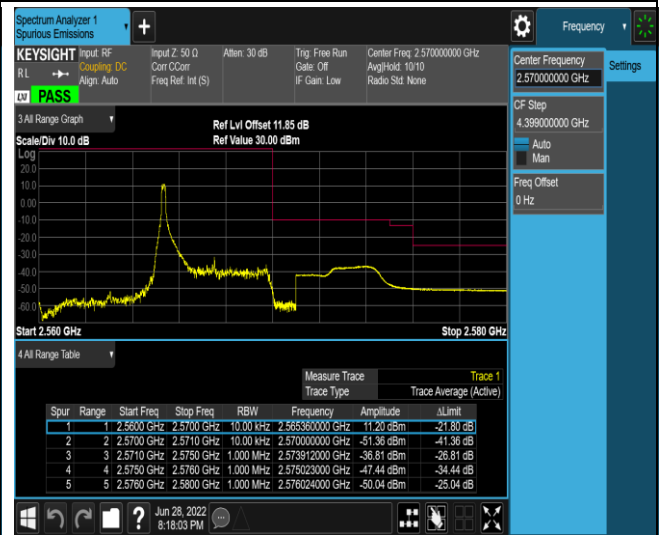 Spectrum Analyzer 1
Spurious Emissions
Frequency
KEYSIGHT Input: RF Input Z: 50 Ω Atten: 30 dB Trig: Free Run Center Freq: 2.570000000 GHz
Coupling: DC Corr CCorr Gate: Off Avg|Hold: 10/10
RL Align: Auto Freq Ref: Int (S) IF Gain: Low Radio Std: None
LXI PASS
Center Frequency
2.570000000 GHz
Settings
CF Step
4.399000000 GHz
Auto
Man
Freq Offset
0 Hz
3 All Range Graph
Ref Lvl Offset 11.85 dB
Scale/Div 10.0 dB Ref Value 30.00 dBm
Log
20.0
10.0
0.00
-10.0
-20.0
-30.0
-40.0
-50.0
-60.0
Start 2.560 GHz Stop 2.580 GHz
4 All Range Table
Measure Trace Trace 1
Trace Type Trace Average (Active)
Spur Range Start Freq Stop Freq RBW Frequency Amplitude ΔLimit
1 1 2.5600 GHz 2.5700 GHz 10.00 kHz 2.565360000 GHz 11.20 dBm -21.80 dB
2 2 2.5700 GHz 2.5710 GHz 10.00 kHz 2.570000000 GHz -51.36 dBm -41.36 dB
3 3 2.5710 GHz 2.5750 GHz 1.000 MHz 2.573912000 GHz -36.81 dBm -26.81 dB
4 4 2.5750 GHz 2.5760 GHz 1.000 MHz 2.575023000 GHz -47.44 dBm -34.44 dB
5 5 2.5760 GHz 2.5800 GHz 1.000 MHz 2.576024000 GHz -50.04 dBm -25.04 dB
Jun 28, 2022
8:18:03 PM